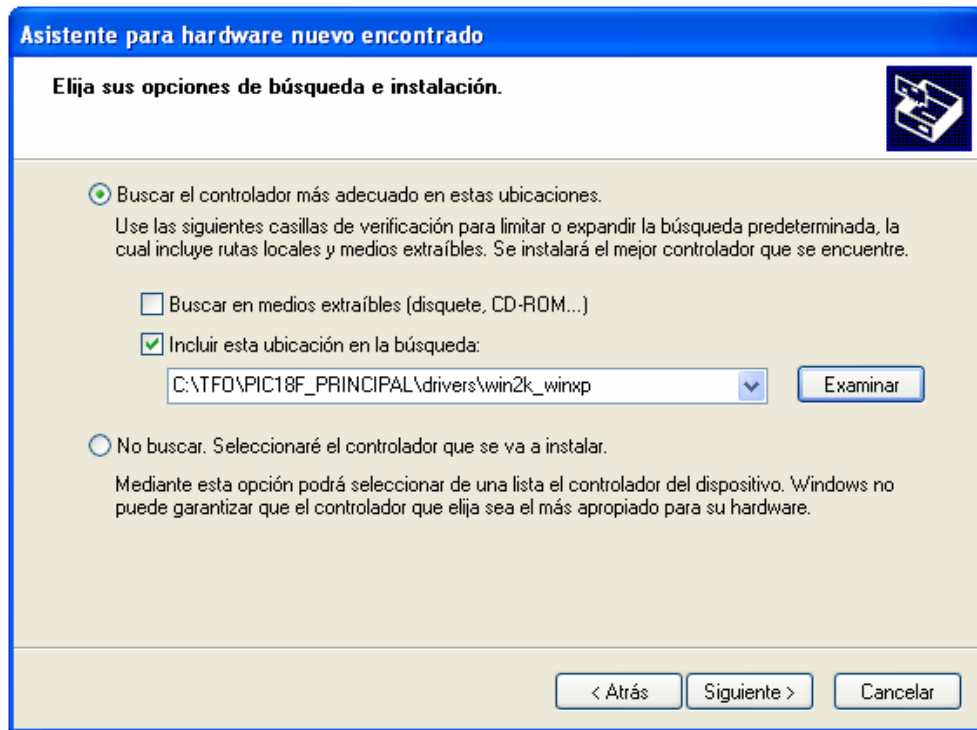 Asistente para hardware nuevo encontrado
Elija sus opciones de búsqueda e instalación.
Buscar el controlador más adecuado en estas ubicaciones.
Use las siguientes casillas de verificación para limitar o expandir la búsqueda predeterminada, la
cual incluye rutas locales y medios extraíbles. Se instalará el mejor controlador que se encuentre.
Buscar en medios extraíbles (disquete, CD-ROM...)
Incluir esta ubicación en la búsqueda:
C:\TFO\PIC18F_PRINCIPAL\drivers\win2k_winxp
Examinar
No buscar. Seleccionaré el controlador que se va a instalar.
Mediante esta opción podrá seleccionar de una lista el controlador del dispositivo. Windows no
puede garantizar que el controlador que elija sea el más apropiado para su hardware.
< Atrás
Siguiente >
Cancelar